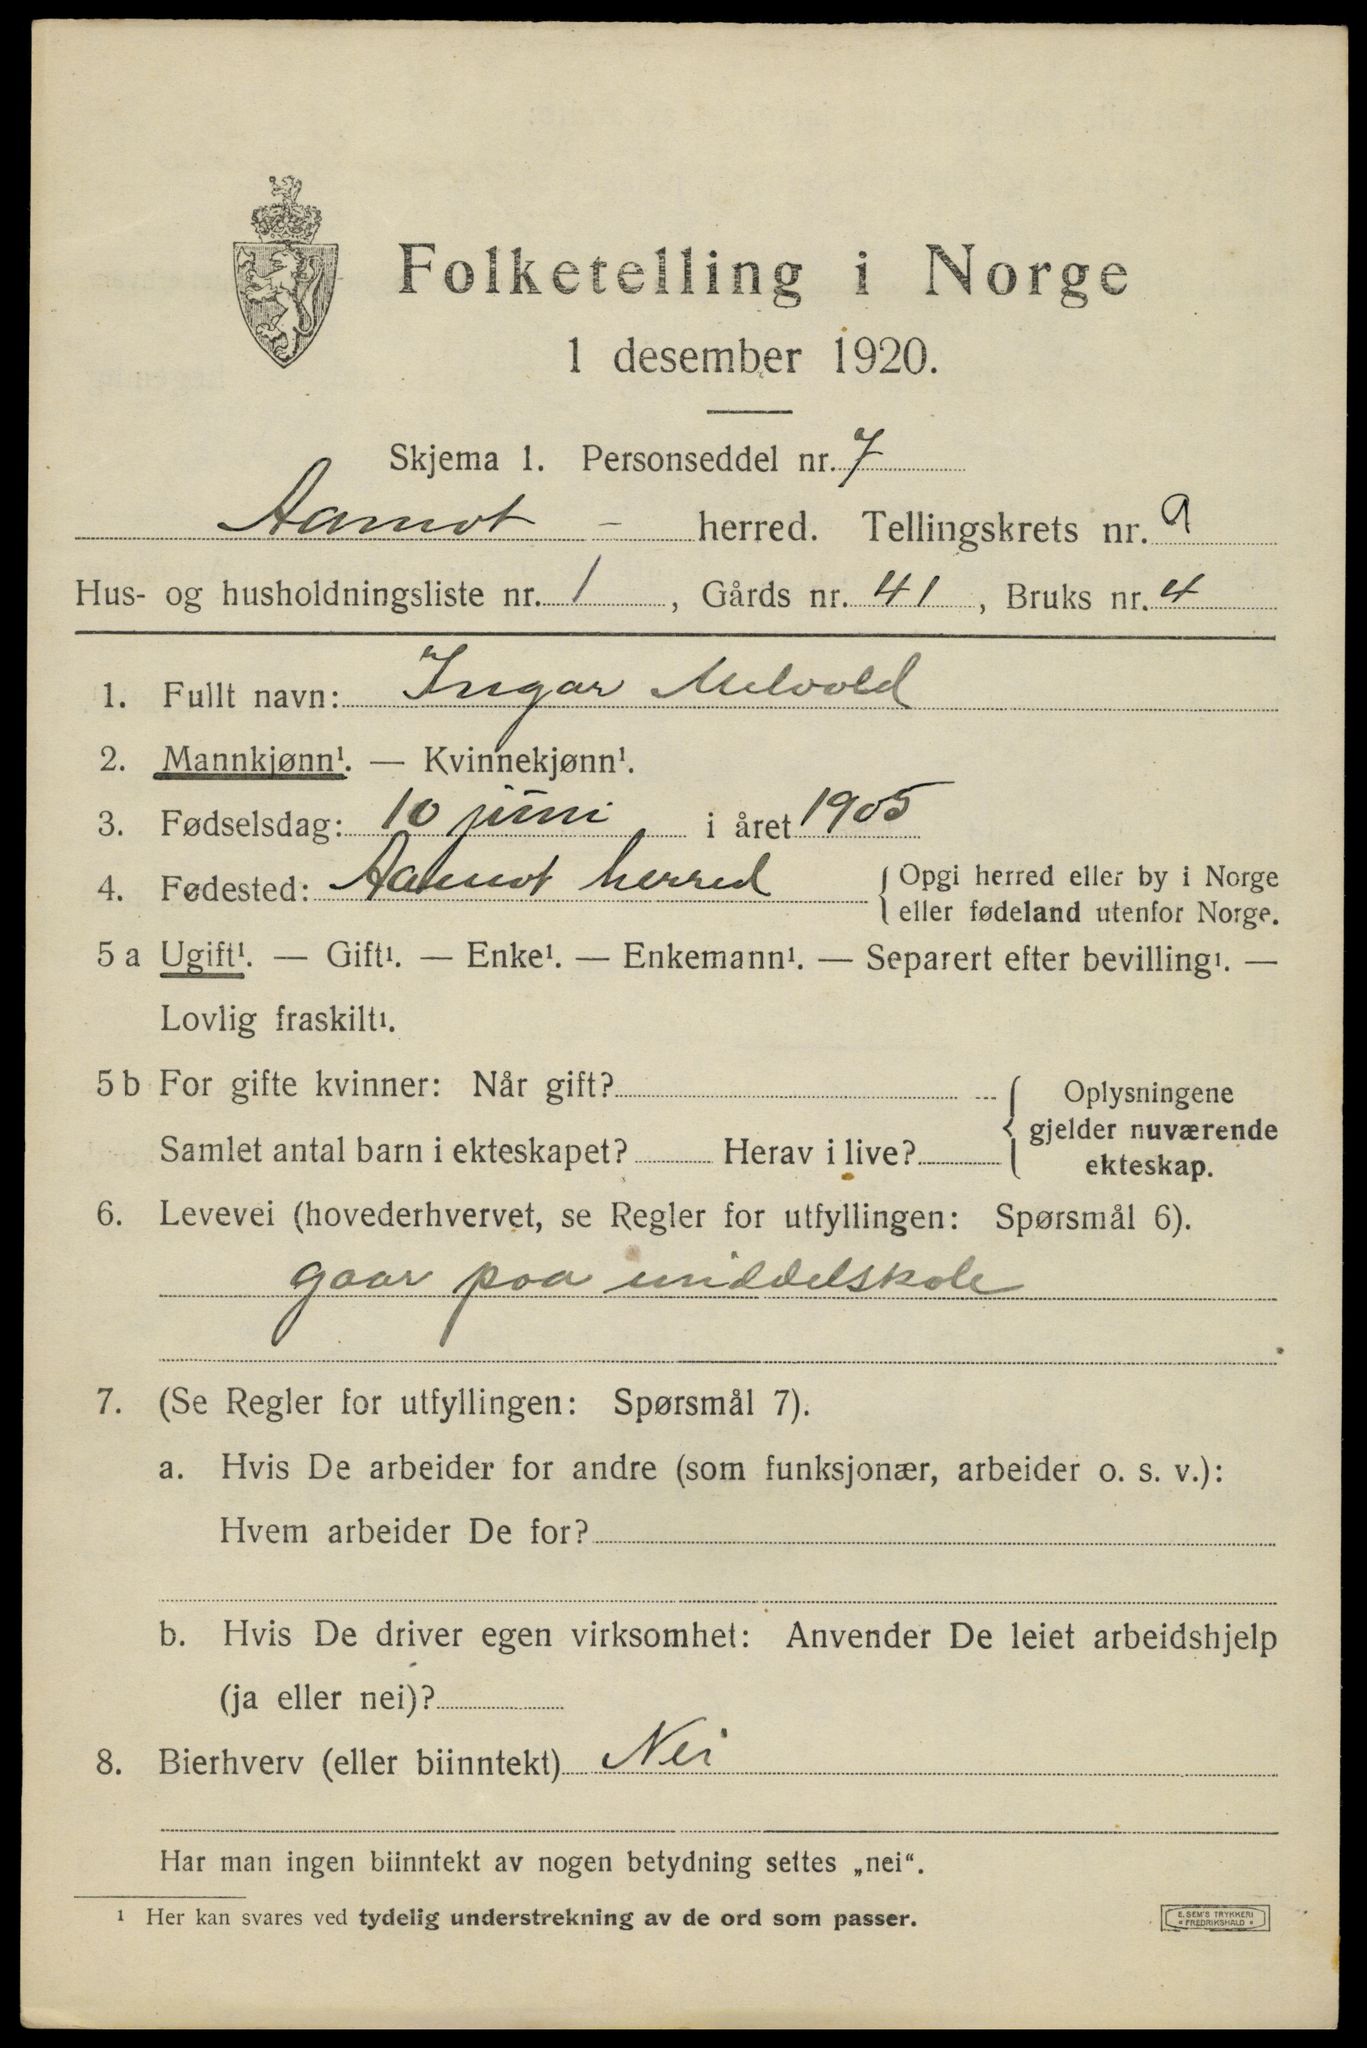 Folketelling i Norge
1 desember 1920.
Skjema 1. Personseddel nr. 7
Aamot - herred. Tellingskrets nr. 9
Hus- og husholdningsliste nr. 1, Gårds nr. 41, Bruks nr. 4
1. Fullt navn: Ingar Melvold
2. Mannkjønn¹. — Kvinnekjønn¹.
3. Fødselsdag: 10 juni i året 1905
4. Fødested: Aamot herred { Opgi herred eller by i Norge
eller fødeland utenfor Norge.
5 a Ugift¹. — Gift¹. — Enke¹. — Enkemann¹. — Separert efter bevilling¹. —
Lovlig fraskilt¹.
5 b For gifte kvinner: Når gift?
Samlet antal barn i ekteskapet? Herav i live?
{ Oplysningene
gjelder nuværende
ekteskap.
6. Levevei (hovederhvervet, se Regler for utfyllingen: Spørsmål 6).
gaar paa middelskole
7. (Se Regler for utfyllingen: Spørsmål 7).
a. Hvis De arbeider for andre (som funksjonær, arbeider o. s. v.):
Hvem arbeider De for?
b. Hvis De driver egen virksomhet: Anvender De leiet arbeidshjelp
(ja eller nei)?
8. Bierhverv (eller biinntekt) Nei
Har man ingen biinntekt av nogen betydning settes „nei“.
¹ Her kan svares ved tydelig understrekning av de ord som passer.
E. SEM'S TRYKKERI
* FREDRIKSHALD *